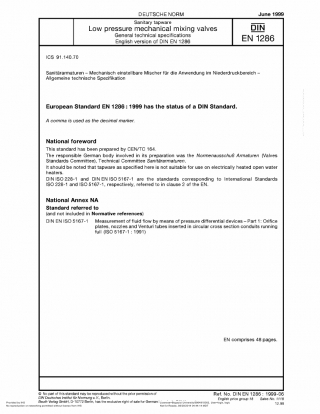 DEUTSCHE NORM
June 1999
Sanitary tapware
Low pressure mechanical mixing valves
General technical specifications
English version of DIN EN 1286
DIN
EN 1286
ICS 91.140.70
Sanitärarmaturen – Mechanisch einstellbare Mischer für die Anwendung im Niederdruckbereich –
Allgemeine technische Spezifikation
European Standard EN 1286 : 1999 has the status of a DIN Standard.
A comma is used as the decimal marker.
National foreword
This standard has been prepared by CEN/TC 164.
The responsible German body involved in its preparation was the Normenausschuß Armaturen (Valves
Standards Committee), Technical Committee Sanitärarmaturen.
It should be noted that tapware as specified here is not suitable for use on electrically heated open water
heaters.
DIN ISO 228-1 and DIN EN ISO 5167-1 are the standards corresponding to International Standards
ISO 228-1 and ISO 5167-1, respectively, referred to in clause 2 of the EN.
National Annex NA
Standard referred to
(and not included in Normative references)
DIN EN ISO 5167-1 Measurement of fluid flow by means of pressure differential devices – Part 1: Orifice
plates, nozzles and Venturi tubes inserted in circular cross section conduits running
full (ISO 5167-1 : 1991)
EN comprises 48 pages.
© No part of this standard may be reproduced without the prior permission of
DIN Deutsches Institut für Normung e. V., Berlin.
Beuth Verlag GmbH, D-10772 Berlin, has the exclusive right of sale for German
Ref. No. DIN EN 1286 : 1999-06
English price group 18